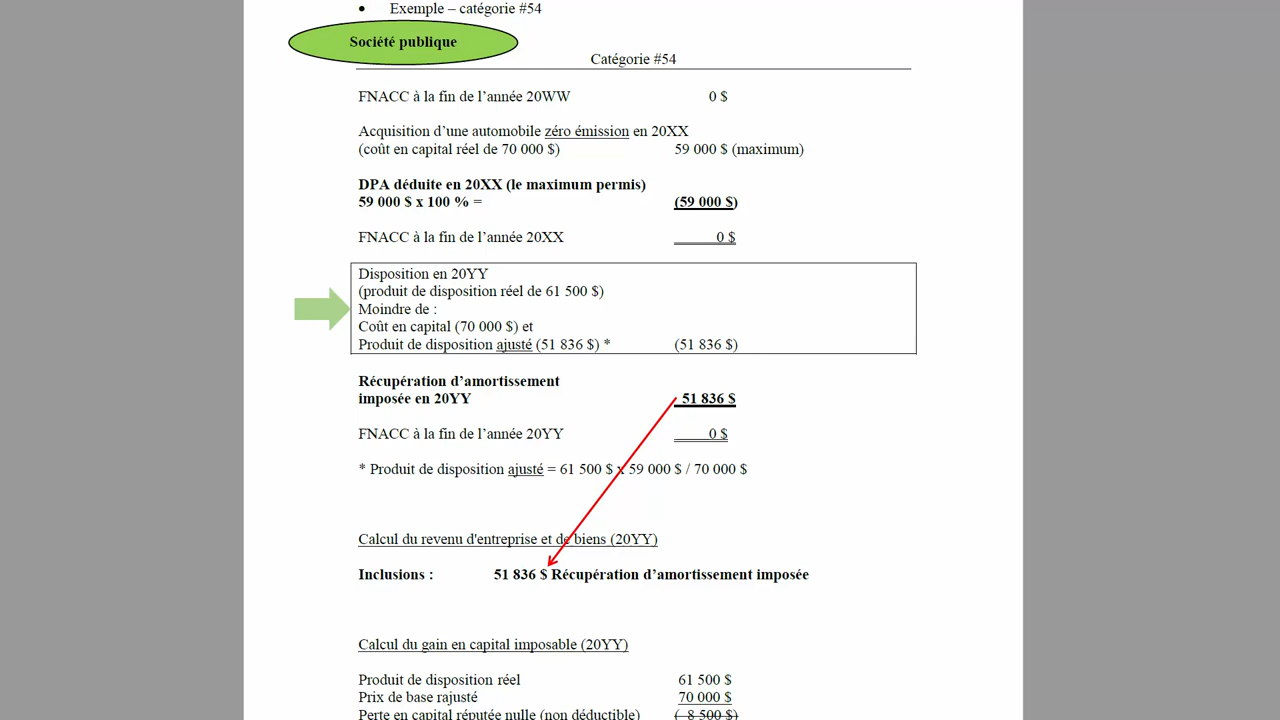 • Exemple – catégorie #54
Société publique
Catégorie #54
FNACC à la fin de l’année 20WW 0 $
Acquisition d’une automobile zéro émission en 20XX
(coût en capital réel de 70 000 $) 59 000 $ (maximum)
DPA déduite en 20XX (le maximum permis)
59 000 $ x 100 % = (59 000 $)
FNACC à la fin de l’année 20XX 0 $
Disposition en 20YY
(produit de disposition réel de 61 500 $)
Moindre de :
Coût en capital (70 000 $) et
Produit de disposition ajusté (51 836 $) * (51 836 $)
Récupération d’amortissement
imposée en 20YY 51 836 $
FNACC à la fin de l’année 20YY 0 $
* Produit de disposition ajusté = 61 500 $ x 59 000 $ / 70 000 $
Calcul du revenu d'entreprise et de biens (20YY)
Inclusions : 51 836 $ Récupération d’amortissement imposée
Calcul du gain en capital imposable (20YY)
Produit de disposition réel 61 500 $
Prix de base rajusté 70 000 $
Perte en capital réputée nulle (non déductible) ( 8 500 $)